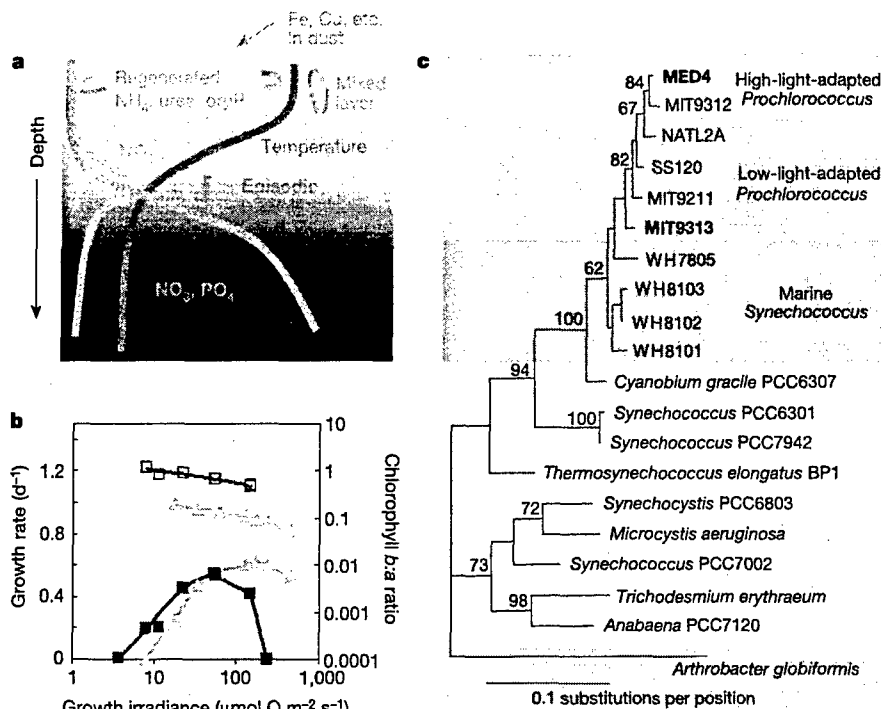 a
Fe, Cu, etc.
in dust
Regenerated
NH₄, urea, orgP
Mixed
layer
Depth
Temperature
Episodic
NO₃, PO₄
b
Growth rate (d⁻¹)
1.2
0.8
0.4
0
10
1
0.1
0.01
0.001
0.0001
Chlorophyll b:a ratio
1 10 100 1,000
Growth irradiance (μmol Q m⁻² s⁻¹)
c
84 MED4 High-light-adapted
MIT9312 Prochlorococcus
67
NATL2A
82 SS120 Low-light-adapted
MIT9211 Prochlorococcus
MIT9313
62 WH7805
WH8103 Marine
WH8102 Synechococcus
100
WH8101
94
Cyanobium gracile PCC6307
100 Synechococcus PCC6301
Synechococcus PCC7942
Thermosynechococcus elongatus BP1
72 Synechocystis PCC6803
Microcystis aeruginosa
73 Synechococcus PCC7002
98 Trichodesmium erythraeum
Anabaena PCC7120
Arthrobacter globiformis
0.1 substitutions per position